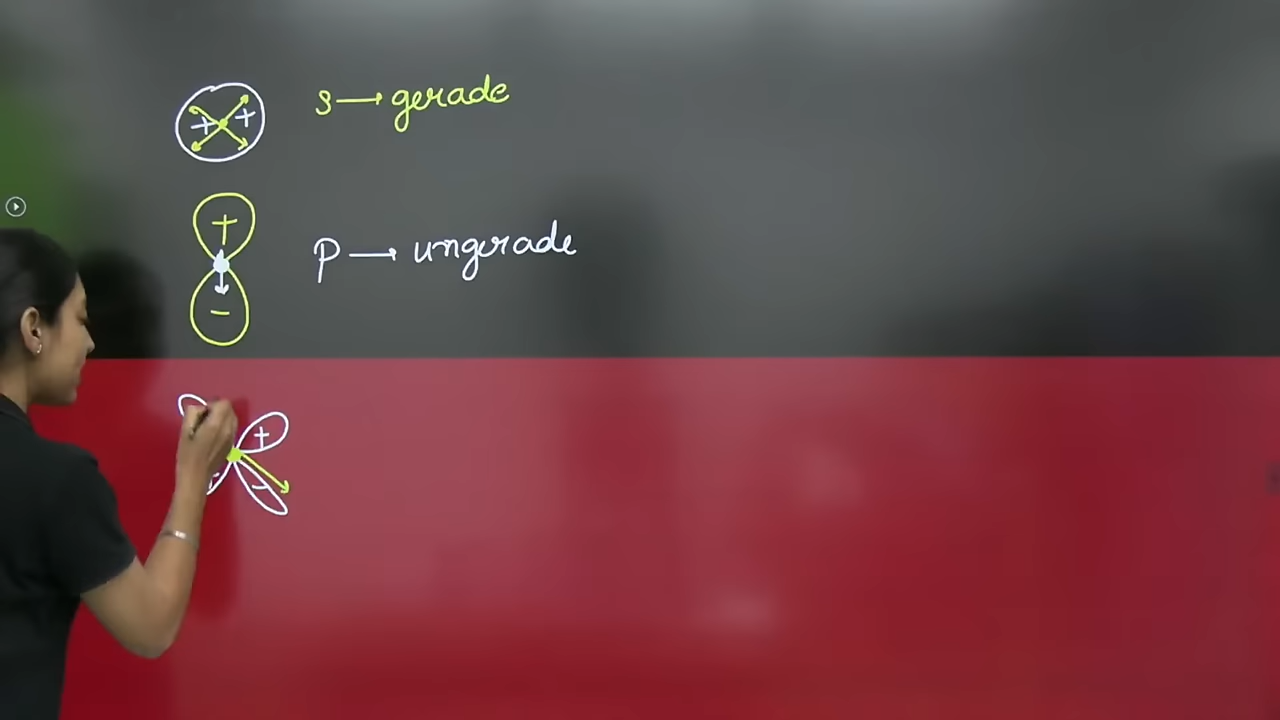 + + s → gerade
+
p → ungerade
-
+
-